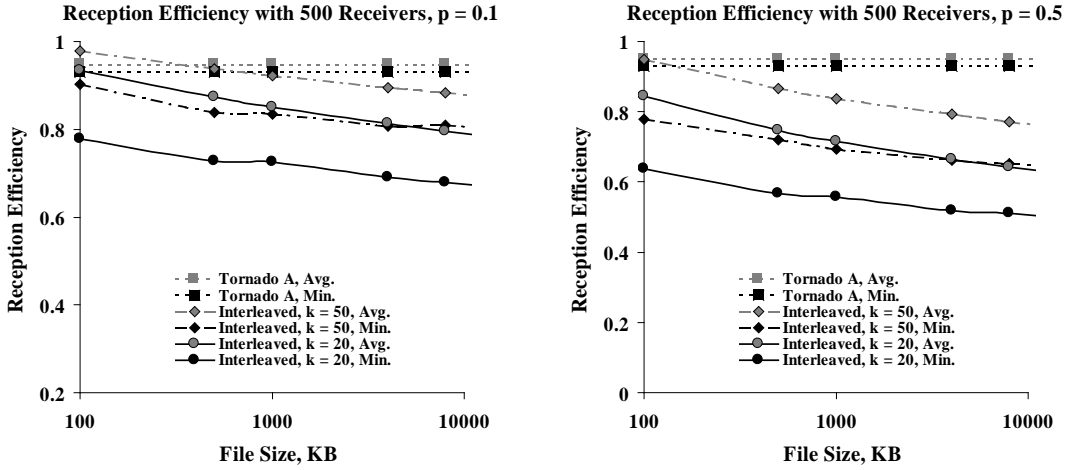 Reception Efficiency with 500 Receivers, p = 0.1
1
0.8
0.6
0.4
0.2
Reception Efficiency
Tornado A, Avg.
Tornado A, Min.
Interleaved, k = 50, Avg.
Interleaved, k = 50, Min.
Interleaved, k = 20, Avg.
Interleaved, k = 20, Min.
100 1000 10000
File Size, KB
Reception Efficiency with 500 Receivers, p = 0.5
1
0.8
0.6
0.4
0.2
0
Reception Efficiency
Tornado A, Avg.
Tornado A, Min.
Interleaved, k = 50, Avg.
Interleaved, k = 50, Min.
Interleaved, k = 20, Avg.
Interleaved, k = 20, Min.
100 1000 10000
File Size, KB